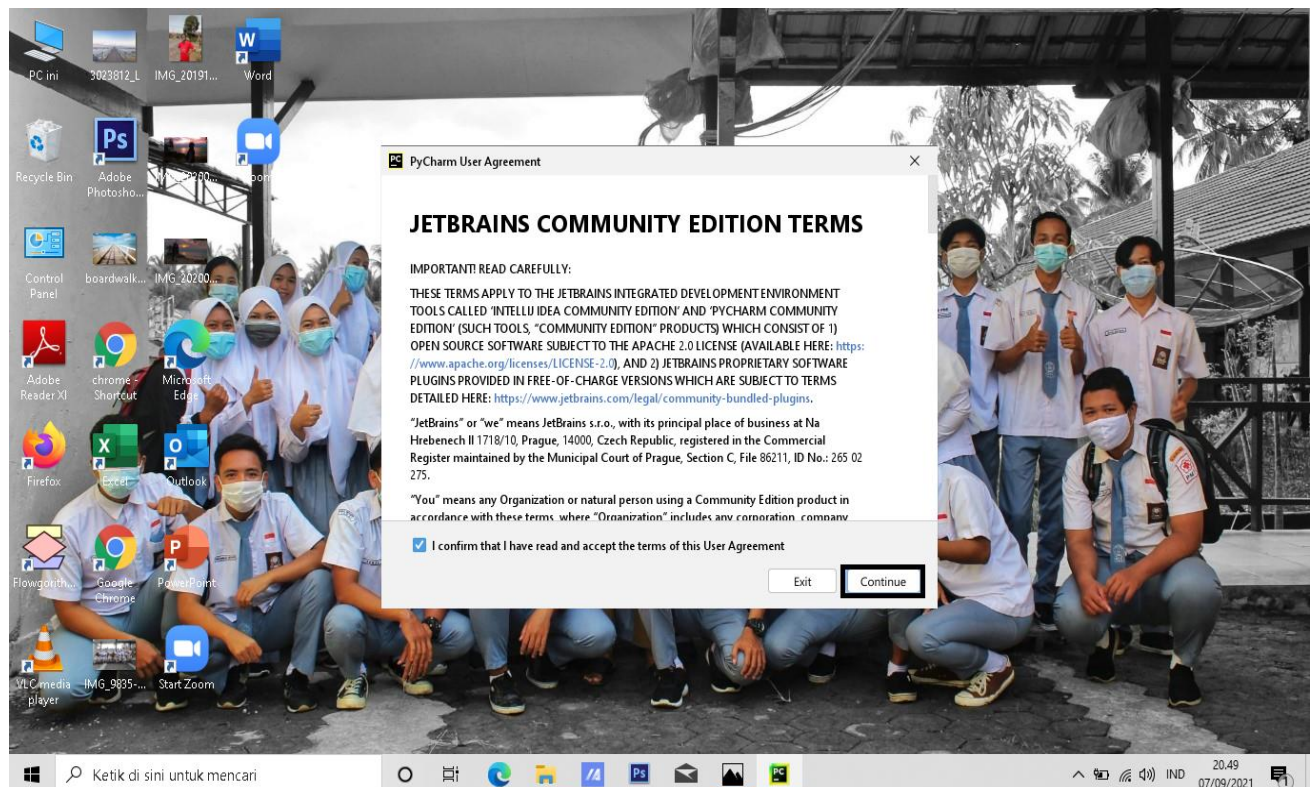 PC ini
3023812_L
IMG_20191...
Word
Recycle Bin
Adobe
Photosho...
Control
Panel
boardwalk...
IMG_20200...
Adobe
Reader XI
chrome -
Shortcut
Microsoft
Edge
Firefox
Excel
Outlook
Flowgorith...
Google
Chrome
PowerPoint
VLC media
player
IMG_9835-...
Start Zoom
PyCharm User Agreement
JETBRAINS COMMUNITY EDITION TERMS
IMPORTANT! READ CAREFULLY:
THESE TERMS APPLY TO THE JETBRAINS INTEGRATED DEVELOPMENT ENVIRONMENT
TOOLS CALLED ‘INTELLIJ IDEA COMMUNITY EDITION’ AND ‘PYCHARM COMMUNITY
EDITION’ (SUCH TOOLS, “COMMUNITY EDITION” PRODUCTS) WHICH CONSIST OF 1)
OPEN SOURCE SOFTWARE SUBJECT TO THE APACHE 2.0 LICENSE (AVAILABLE HERE: https:
//www.apache.org/licenses/LICENSE-2.0), AND 2) JETBRAINS PROPRIETARY SOFTWARE
PLUGINS PROVIDED IN FREE-OF-CHARGE VERSIONS WHICH ARE SUBJECT TO TERMS
DETAILED HERE: https://www.jetbrains.com/legal/community-bundled-plugins.
“JetBrains” or “we” means JetBrains s.r.o., with its principal place of business at Na
Hrebenech II 1718/10, Prague, 14000, Czech Republic, registered in the Commercial
Register maintained by the Municipal Court of Prague, Section C, File 86211, ID No.: 265 02
275.
“You” means any Organization or natural person using a Community Edition product in
accordance with these terms, where “Organization” includes any corporation, company
I confirm that I have read and accept the terms of this User Agreement
Exit
Continue
Ketik di sini untuk mencari
IND
20.49
07/09/2021